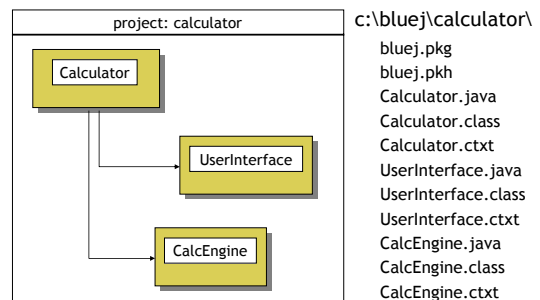 project: calculator
Calculator
UserInterface
CalcEngine
c:\bluej\calculator\
bluej.pkg
bluej.pkh
Calculator.java
Calculator.class
Calculator.ctxt
UserInterface.java
UserInterface.class
UserInterface.ctxt
CalcEngine.java
CalcEngine.class
CalcEngine.ctxt